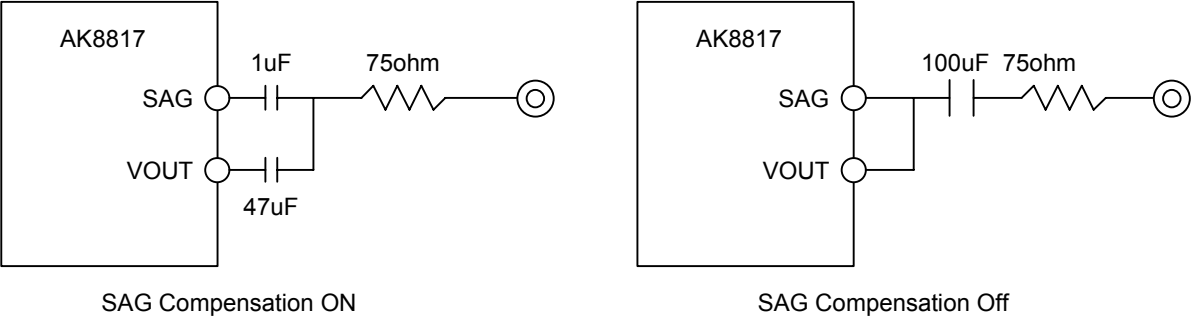 AK8817
1uF
75ohm
SAG
VOUT
47uF
SAG Compensation ON
AK8817
100uF
75ohm
SAG
VOUT
SAG Compensation Off